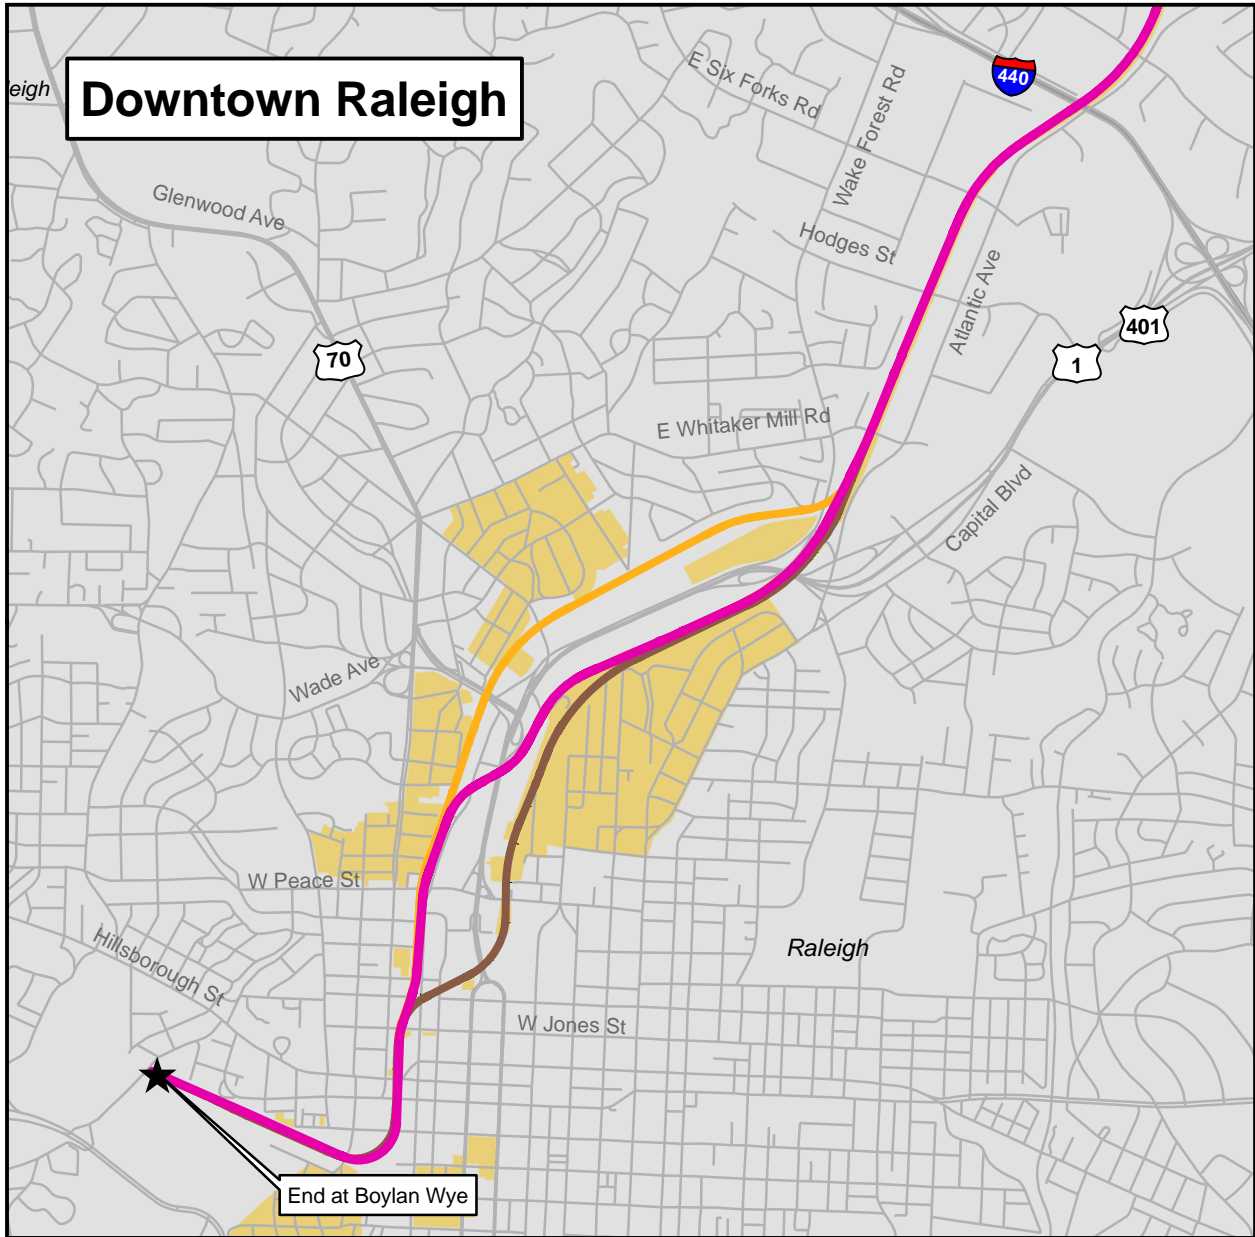 Downtown Raleigh
eigh
440
E Six Forks Rd
Wake Forest Rd
Glenwood Ave
Hodges St
Atlantic Ave
401
1
70
E Whitaker Mill Rd
Capital Blvd
Wade Ave
W Peace St
Hillsborough St
Raleigh
W Jones St
End at Boylan Wye